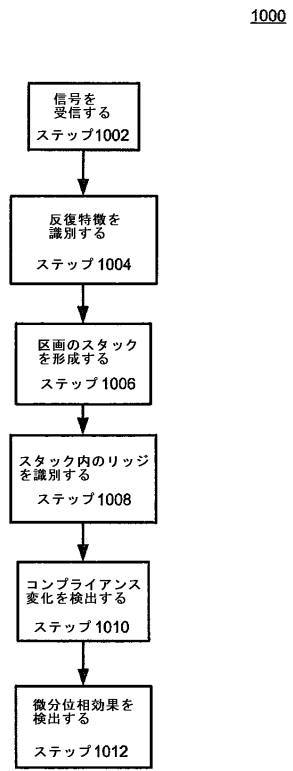 1000
信号を
受信する
ステップ1002
反復特徴を
識別する
ステップ1004
区画のスタック
を形成する
ステップ1006
スタック内のリッジ
を識別する
ステップ1008
コンプライアンス
変化を検出する
ステップ1010
微分位相効果を
検出する
ステップ1012